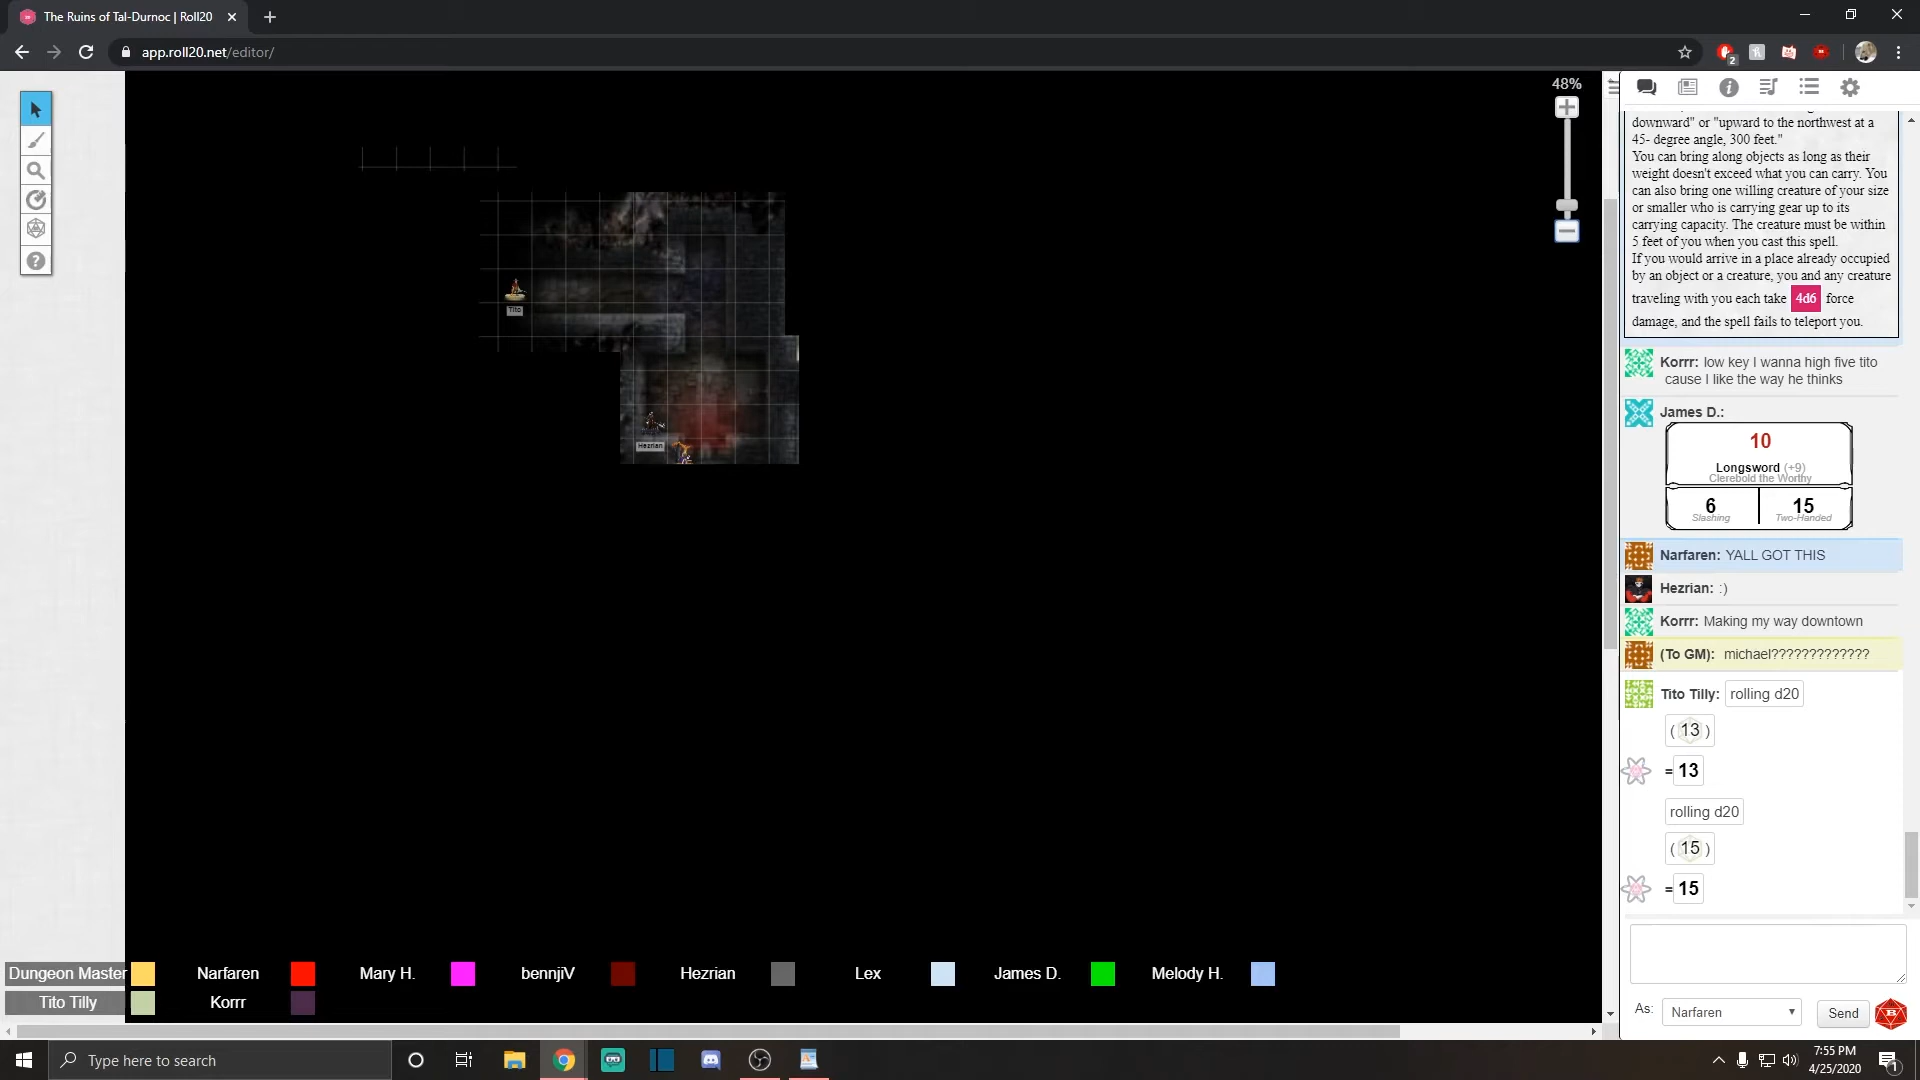 The Ruins of Tal-Durnoc | Roll20
app.roll20.net/editor/
2
48%
downward" or "upward to the northwest at a
45- degree angle, 300 feet."
You can bring along objects as long as their
weight doesn't exceed what you can carry. You
can also bring one willing creature of your size
or smaller who is carrying gear up to its
carrying capacity. The creature must be within
5 feet of you when you cast this spell.
If you would arrive in a place already occupied
by an object or a creature, you and any creature
traveling with you each take 4d6 force
damage, and the spell fails to teleport you.
Korrr: low key I wanna high five tito
cause I like the way he thinks
James D.:
10
Longsword (+9)
Clerebold the Worthy
6 15
Slashing Two-Handed
Narfaren: YALL GOT THIS
Hezrian: :)
Korrr: Making my way downtown
(To GM): michael?????????????
Tito Tilly: rolling d20
(13)
=13
rolling d20
(15)
=15
Tito
Hezrian
Dungeon Master Narfaren Mary H. bennjiV Hezrian Lex James D. Melody H.
Tito Tilly Korrr
As: Narfaren Send
Type here to search
7:55 PM
4/25/2020
1